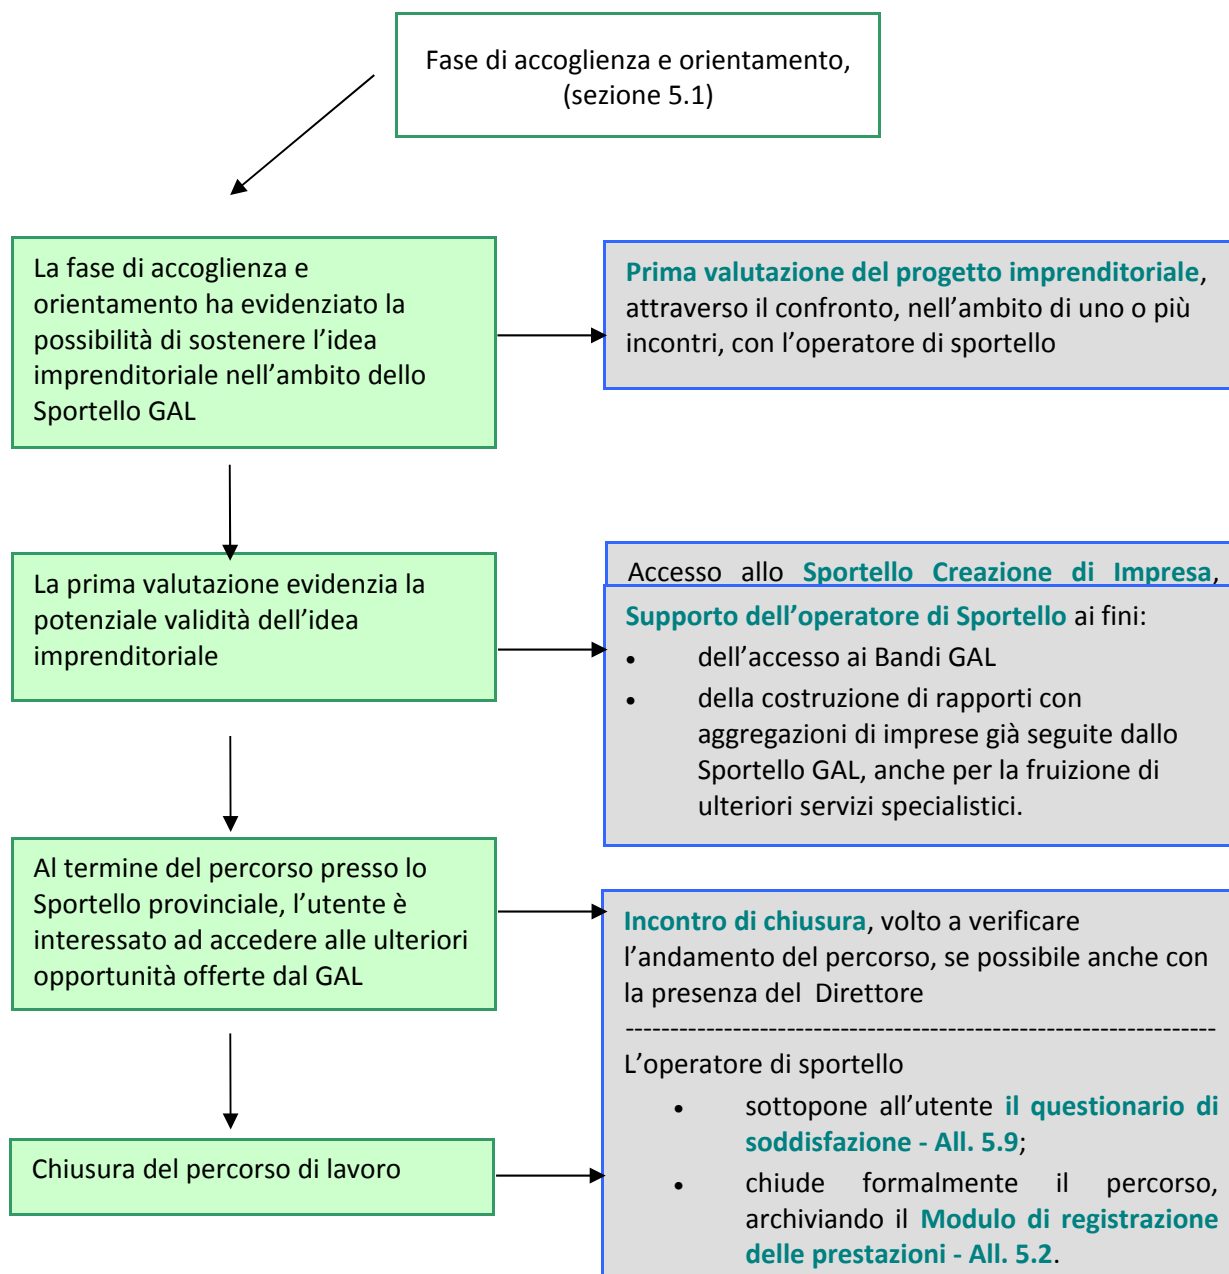 Fase di accoglienza e orientamento,
(sezione 5.1)
La fase di accoglienza e
orientamento ha evidenziato la
possibilità di sostenere l’idea
imprenditoriale nell’ambito dello
Sportello GAL
Prima valutazione del progetto imprenditoriale,
attraverso il confronto, nell’ambito di uno o più
incontri, con l’operatore di sportello
La prima valutazione evidenzia la
potenziale validità dell’idea
imprenditoriale
Accesso allo Sportello Creazione di Impresa,
Supporto dell’operatore di Sportello ai fini:
• dell’accesso ai Bandi GAL
• della costruzione di rapporti con
aggregazioni di imprese già seguite dallo
Sportello GAL, anche per la fruizione di
ulteriori servizi specialistici.
Al termine del percorso presso lo
Sportello provinciale, l’utente è
interessato ad accedere alle ulteriori
opportunità offerte dal GAL
Incontro di chiusura, volto a verificare
l’andamento del percorso, se possibile anche con
la presenza del Direttore
------------------------------------------------------------------
L’operatore di sportello
• sottopone all’utente il questionario di
soddisfazione - All. 5.9;
• chiude formalmente il percorso,
archiviando il Modulo di registrazione
delle prestazioni - All. 5.2.
Chiusura del percorso di lavoro